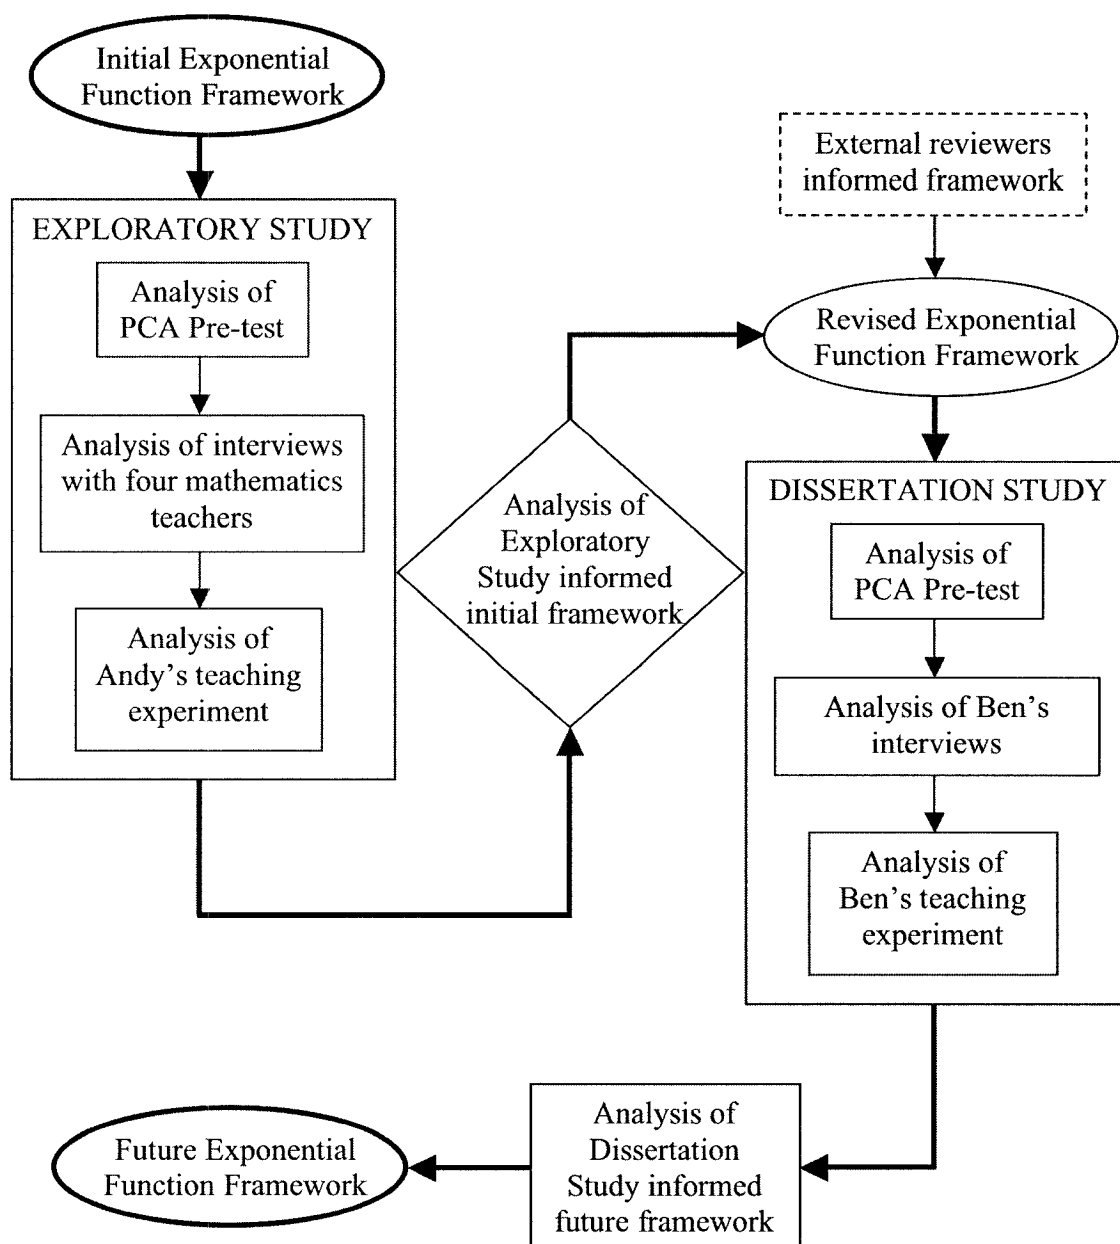 Initial Exponential
Function Framework
EXPLORATORY STUDY
Analysis of
PCA Pre-test
Analysis of interviews
with four mathematics
teachers
Analysis of
Andy's teaching
experiment
Analysis of
Exploratory
Study informed
initial framework
External reviewers
informed framework
Revised Exponential
Function Framework
DISSERTATION STUDY
Analysis of
PCA Pre-test
Analysis of Ben's
interviews
Analysis of
Ben's teaching
experiment
Analysis of
Dissertation
Study informed
future framework
Future Exponential
Function Framework